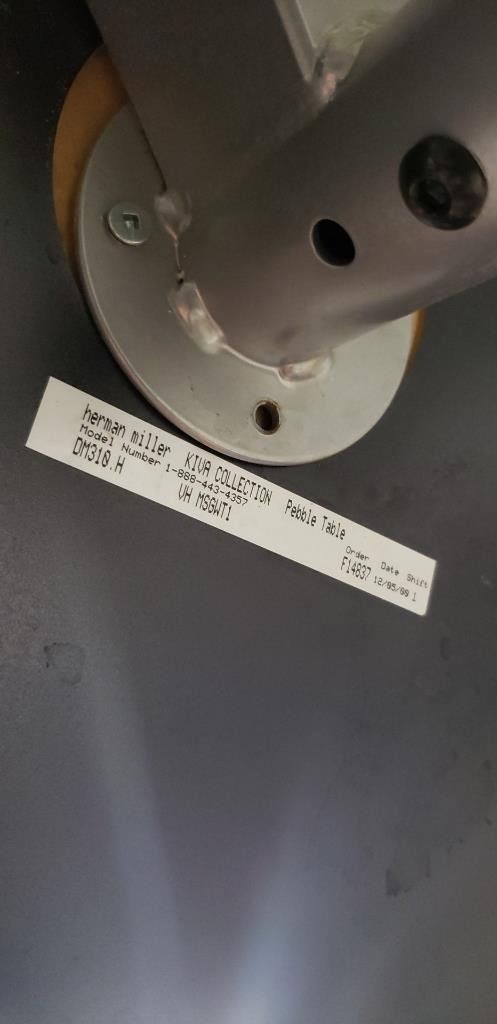 herman miller KIVA COLLECTION Pebble Table
Model Number 1-888-443-4357 Order Date Shift
DM310.H VH MSGWT1 F14837 12/05/00 1